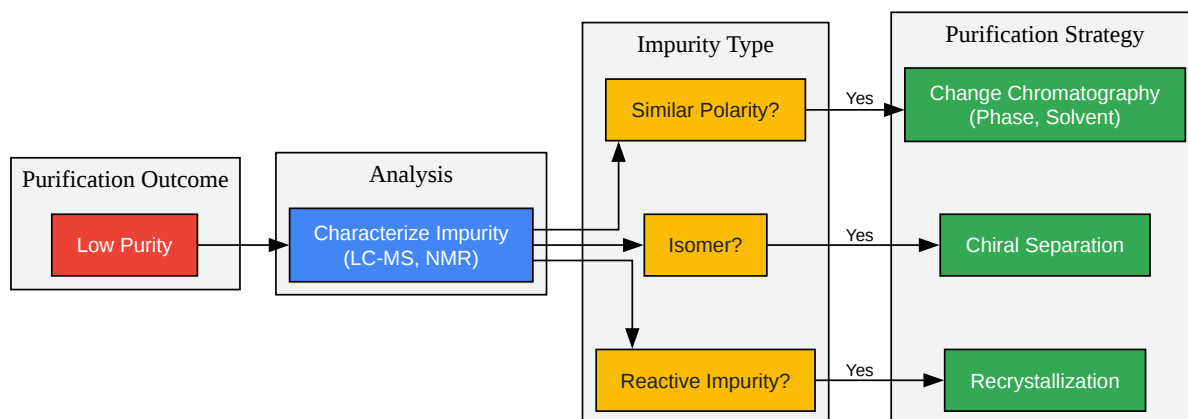 Purification Outcome
Low Purity
Analysis
Characterize Impurity
(LC-MS, NMR)
Impurity Type
Similar Polarity?
Isomer?
Reactive Impurity?
Yes
Yes
Yes
Purification Strategy
Change Chromatography
(Phase, Solvent)
Chiral Separation
Recrystallization